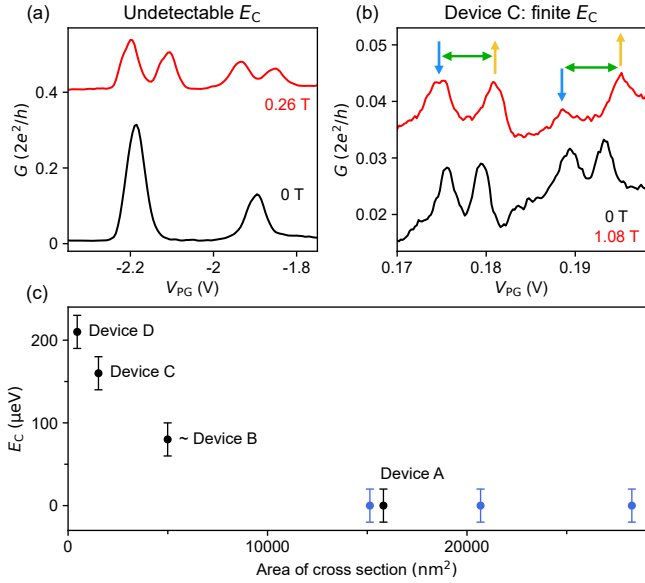 (a)
Undetectable E_C
G (2e²/h)
0.4
0.2
0
0.26 T
0 T
-2.2
-2
-1.8
V_PG (V)
(b)
Device C: finite E_C
G (2e²/h)
0.05
0.04
0.03
0.02
0 T
1.08 T
0.17
0.18
0.19
V_PG (V)
(c)
E_C (µeV)
200
100
0
Device D
Device C
~ Device B
Device A
0
10000
20000
Area of cross section (nm²)